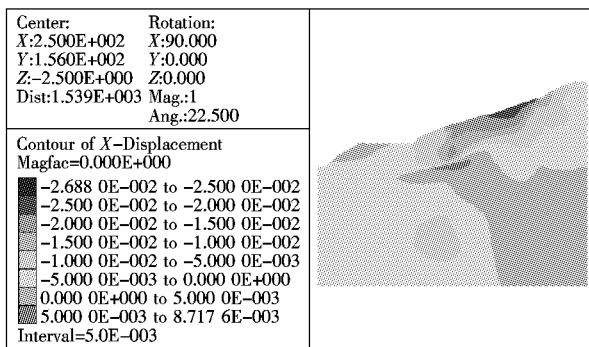 Center: Rotation:
X:2.500E+002 X:90.000
Y:1.560E+002 Y:0.000
Z:-2.500E+000 Z:0.000
Dist:1.539E+003 Mag.:1
Ang.:22.500
Contour of X-Displacement
Magfac=0.000E+000
-2.688 0E-002 to -2.500 0E-002
-2.500 0E-002 to -2.000 0E-002
-2.000 0E-002 to -1.500 0E-002
-1.500 0E-002 to -1.000 0E-002
-1.000 0E-002 to -5.000 0E-003
-5.000 0E-003 to 0.000 0E+000
0.000 0E+000 to 5.000 0E-003
5.000 0E-003 to 8.717 6E-003
Interval=5.0E-003